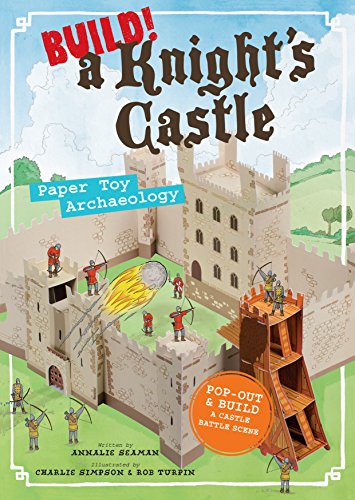 BUILD!
a Knight's
Castle
Paper Toy
Archaeology
POP-OUT
& BUILD
A CASTLE
BATTLE SCENE
Written by
ANNALIE SEAMAN
Illustrated by
CHARLIE SIMPSON & ROB TURPIN